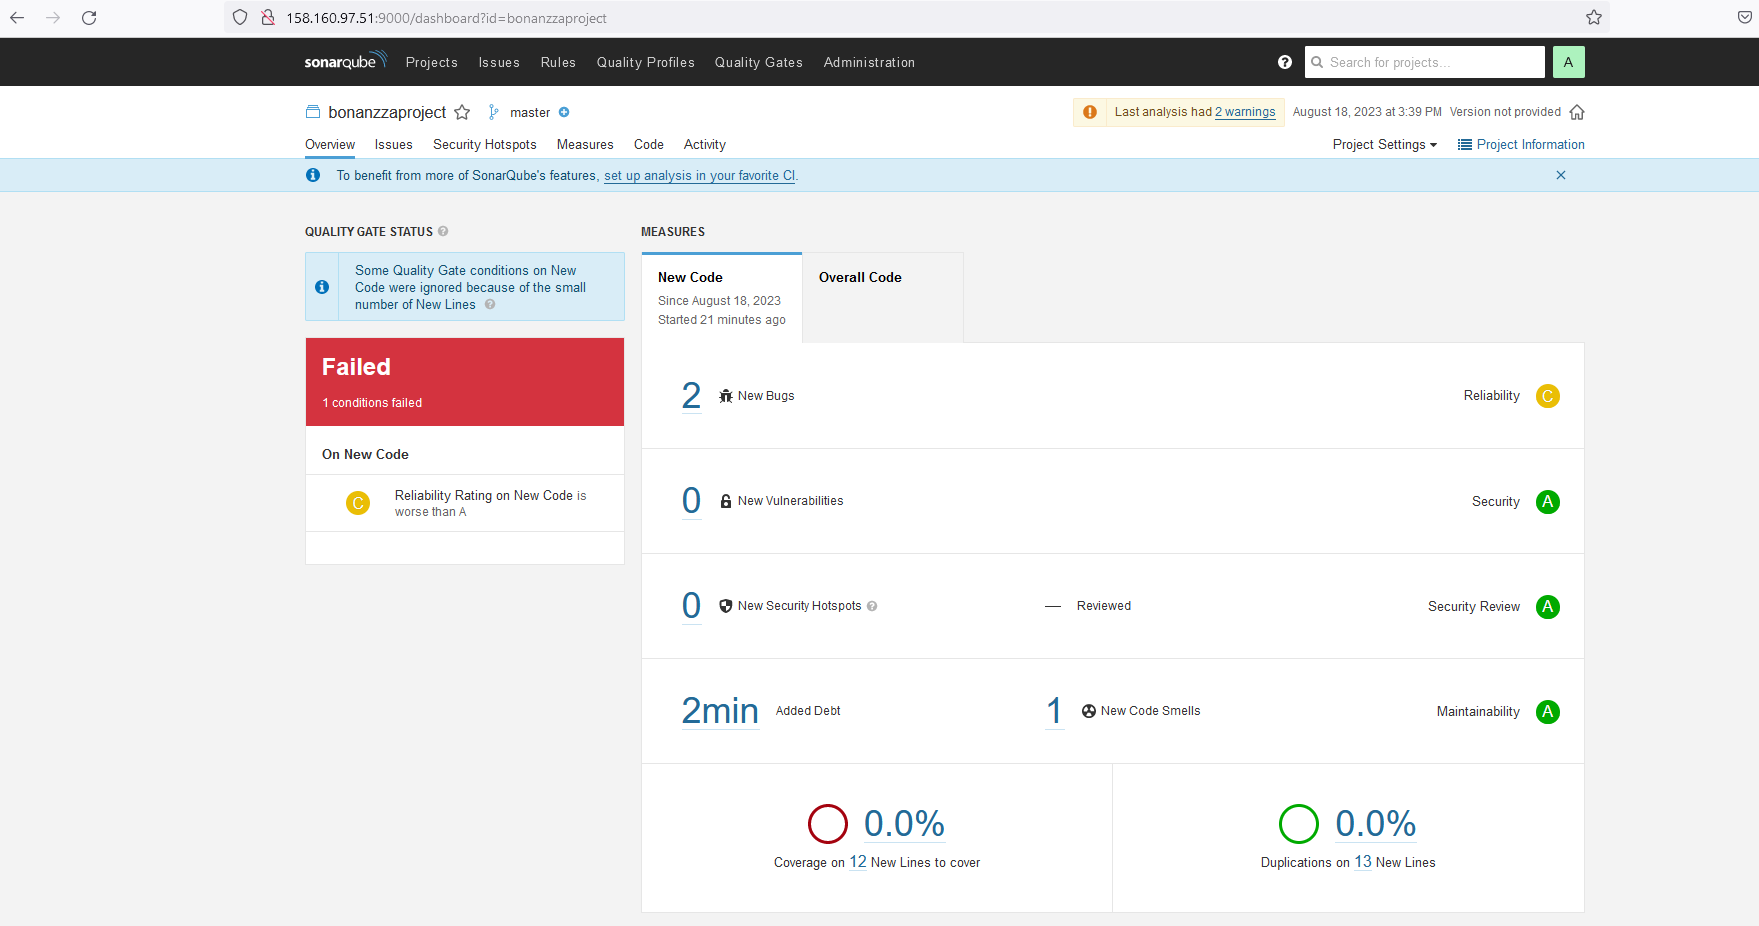 158.160.97.51:9000/dashboard?id=bonanzzaproject
sonarqube Projects Issues Rules Quality Profiles Quality Gates Administration Search for projects... A
bonanzzaproject master Last analysis had 2 warnings August 18, 2023 at 3:39 PM Version not provided
Overview Issues Security Hotspots Measures Code Activity Project Settings Project Information
To benefit from more of SonarQube's features, set up analysis in your favorite CI.
QUALITY GATE STATUS
Some Quality Gate conditions on New
Code were ignored because of the small
number of New Lines
Failed
1 conditions failed
On New Code
C Reliability Rating on New Code is
worse than A
MEASURES
New Code
Since August 18, 2023
Started 21 minutes ago
Overall Code
2 New Bugs Reliability C
0 New Vulnerabilities Security A
0 New Security Hotspots — Reviewed Security Review A
2min Added Debt 1 New Code Smells Maintainability A
0.0%
Coverage on 12 New Lines to cover
0.0%
Duplications on 13 New Lines